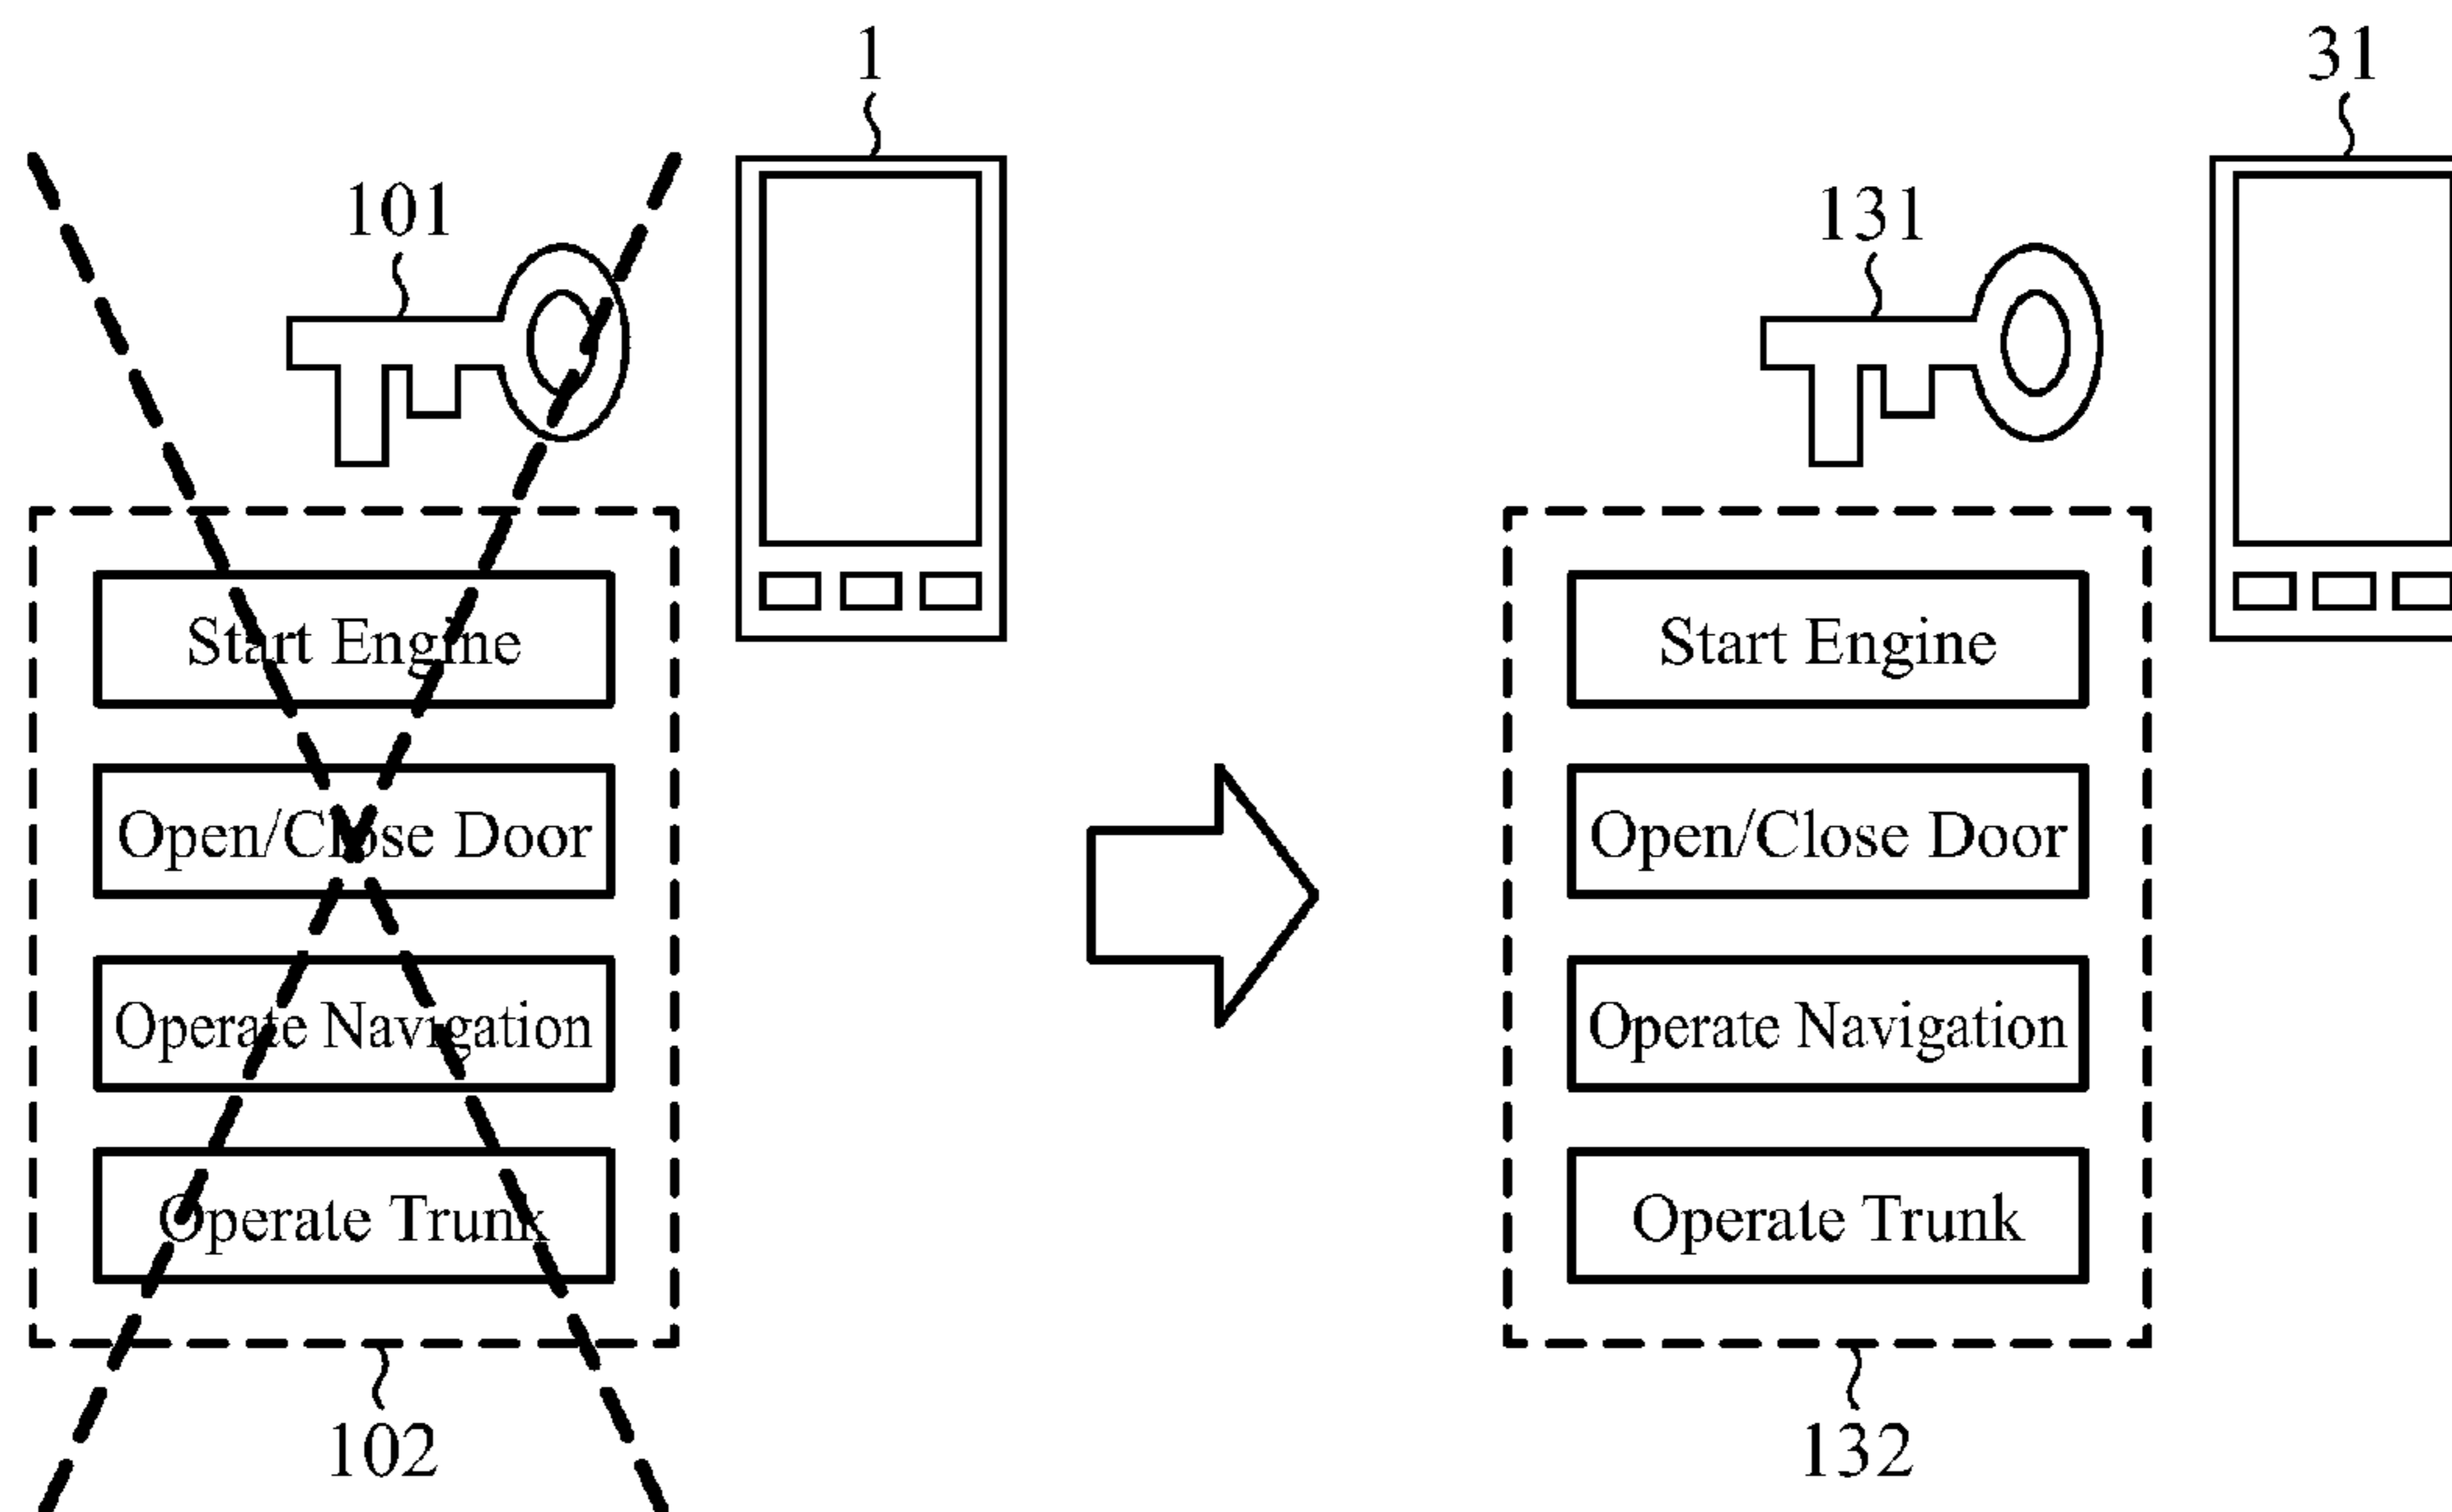 1
31
101
131
Start Engine
Open/Close Door
Operate Navigation
Operate Trunk
102
Start Engine
Open/Close Door
Operate Navigation
Operate Trunk
132